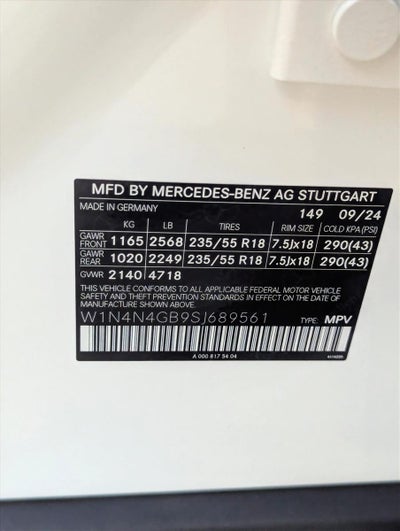 MFD BY MERCEDES-BENZ AG STUTTGART
MADE IN GERMANY 149 09/24
KG LB TIRES RIM SIZE COLD KPA(PSI)
GAWR FRONT 1165 2568 235/55 R18 7.5Jx18 290(43)
GAWR REAR 1020 2249 235/55 R18 7.5Jx18 290(43)
GVWR 2140 4718
THIS VEHICLE CONFORMS TO ALL APPLICABLE FEDERAL MOTOR VEHICLE
SAFETY AND THEFT PREVENTION STANDARDS IN EFFECT ON THE DATE OF
MANUFACTURE SHOWN ABOVE.
W1N4N4GB9SJ689561 TYPE: MPV
A 000 817 54 04